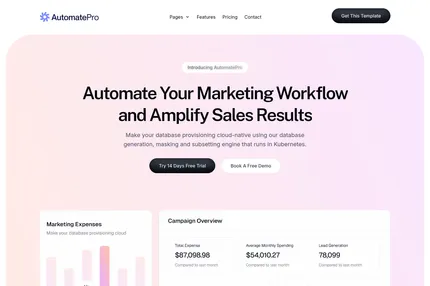 AutomatePro
Pages Features Pricing Contact
Get This Template
Introducing AutomatePro
Automate Your Marketing Workflow
and Amplify Sales Results
Make your database provisioning cloud-native using our database
generation, masking and subsetting engine that runs in Kubernetes.
Try 14 Days Free Trial
Book A Free Demo
Marketing Expenses
Make your database provisioning cloud
Campaign Overview
Total Expense
$87,098.98
Compared to last month
Average Monthly Spending
$54,010.27
Compared to last month
Lead Generation
78,099
Compared to last month